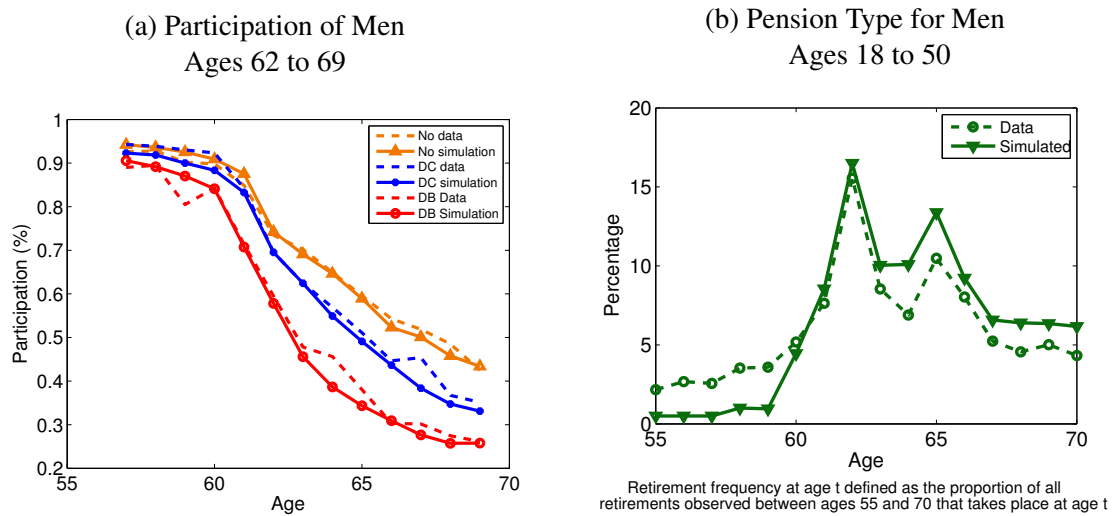 (a) Participation of Men
Ages 62 to 69
1
0.9
0.8
0.7
0.6
0.5
0.4
0.3
0.2
55
60
65
70
Participation (%)
Age
No data
No simulation
DC data
DC simulation
DB Data
DB Simulation
(b) Pension Type for Men
Ages 18 to 50
20
15
10
5
0
55
60
65
70
Percentage
Age
Data
Simulated
Retirement frequency at age t defined as the proportion of all
retirements observed between ages 55 and 70 that takes place at age t